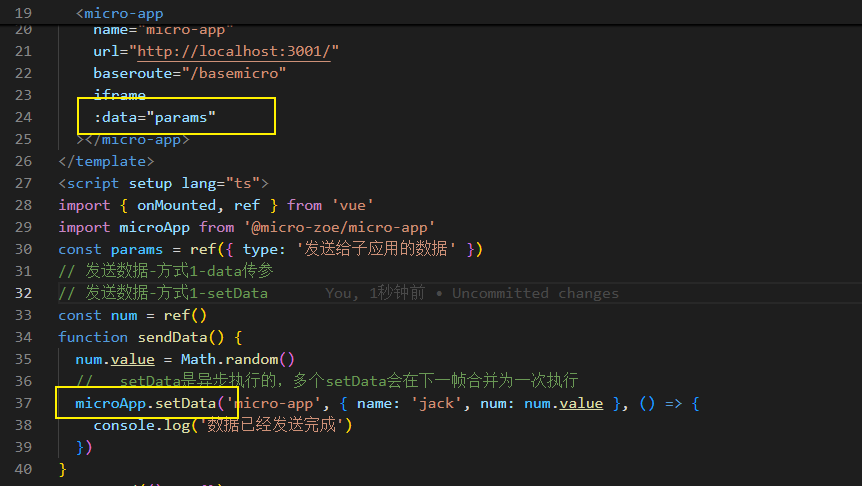 19 <micro-app
20 name="micro-app"
21 url="http://localhost:3001/"
22 baseroute="/basemicro"
23 iframe
24 :data="params"
25 ></micro-app>
26 </template>
27 <script setup lang="ts">
28 import { onMounted, ref } from 'vue'
29 import microApp from '@micro-zoe/micro-app'
30 const params = ref({ type: '发送给子应用的数据' })
31 // 发送数据-方式1-data传参
32 // 发送数据-方式1-setData You, 1秒钟前 • Uncommitted changes
33 const num = ref()
34 function sendData() {
35 num.value = Math.random()
36 // setData是异步执行的，多个setData会在下一帧合并为一次执行
37 microApp.setData('micro-app', { name: 'jack', num: num.value }, () => {
38 console.log('数据已经发送完成')
39 })
40 }